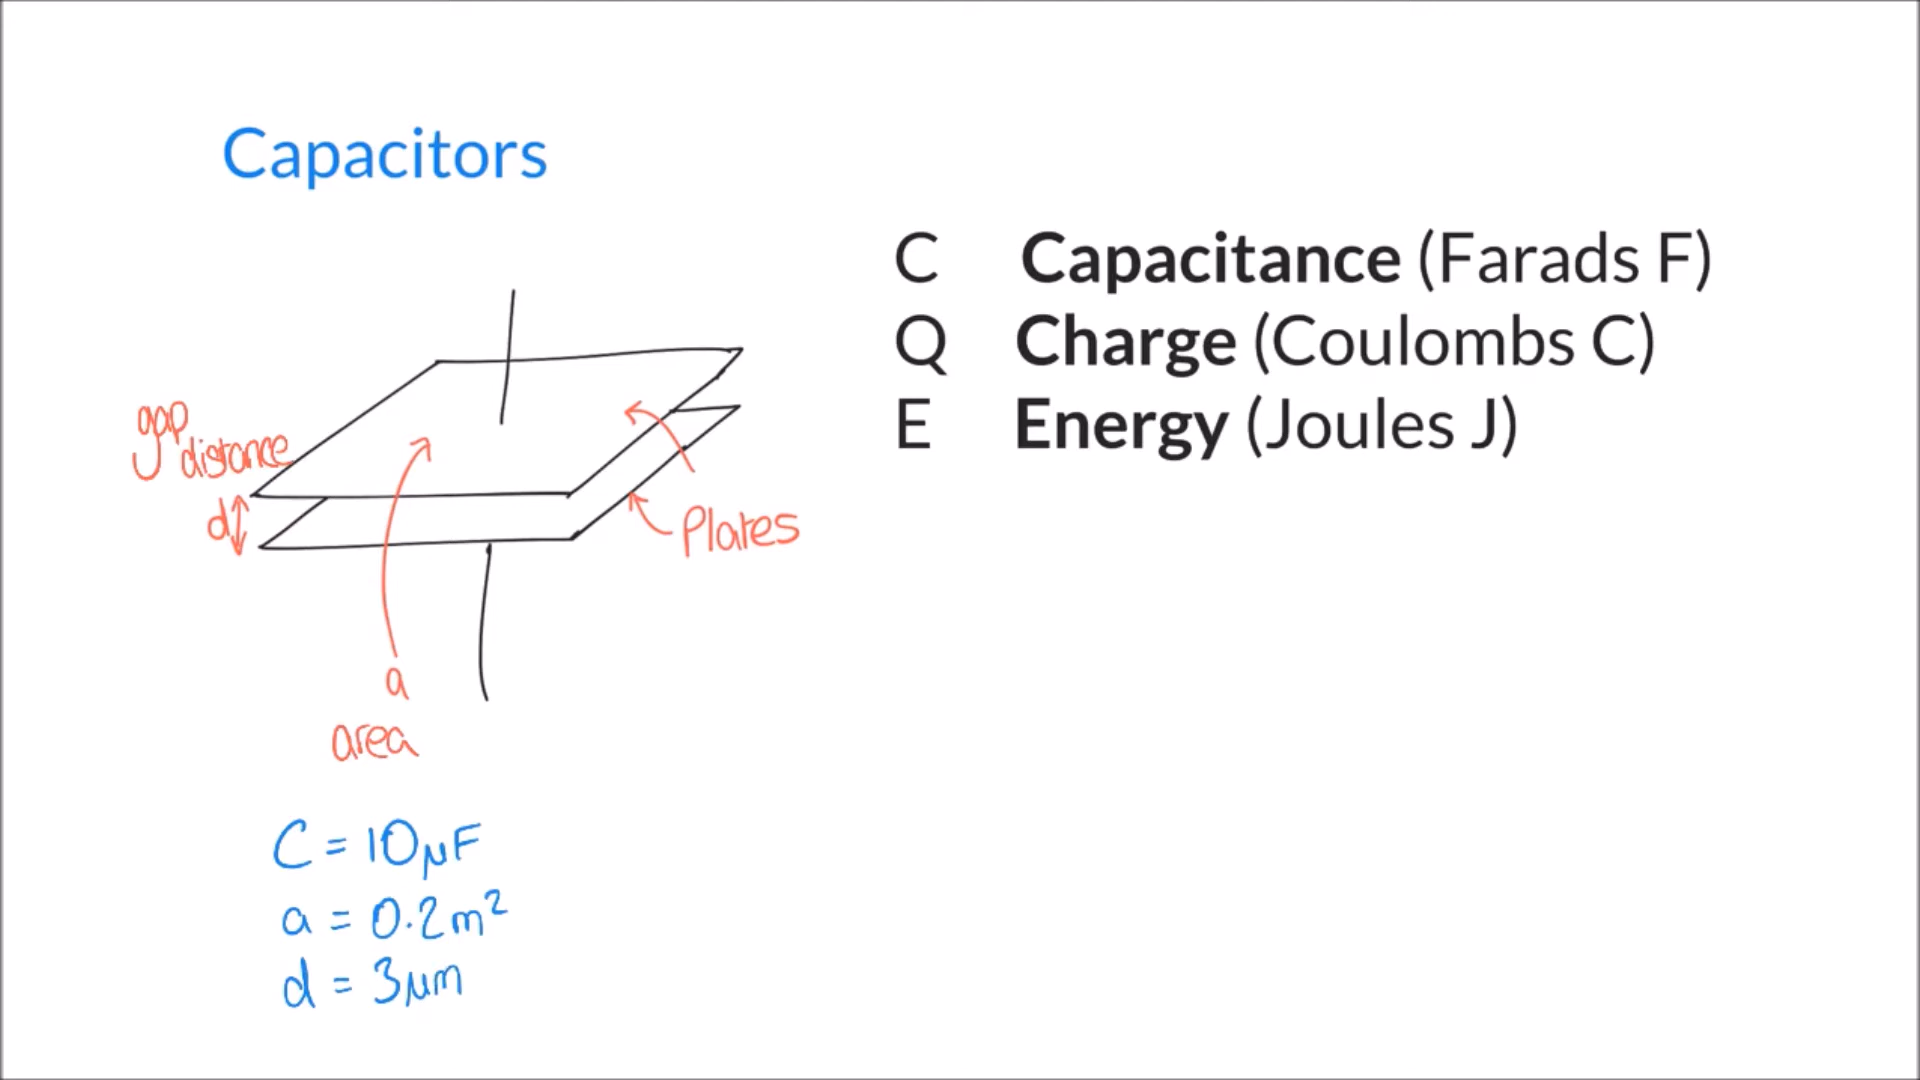 Capacitors
C Capacitance (Farads F)
Q Charge (Coulombs C)
E Energy (Joules J)
gap
distance
d
Plates
a
area
C = 10μF
a = 0.2m²
d = 3μm